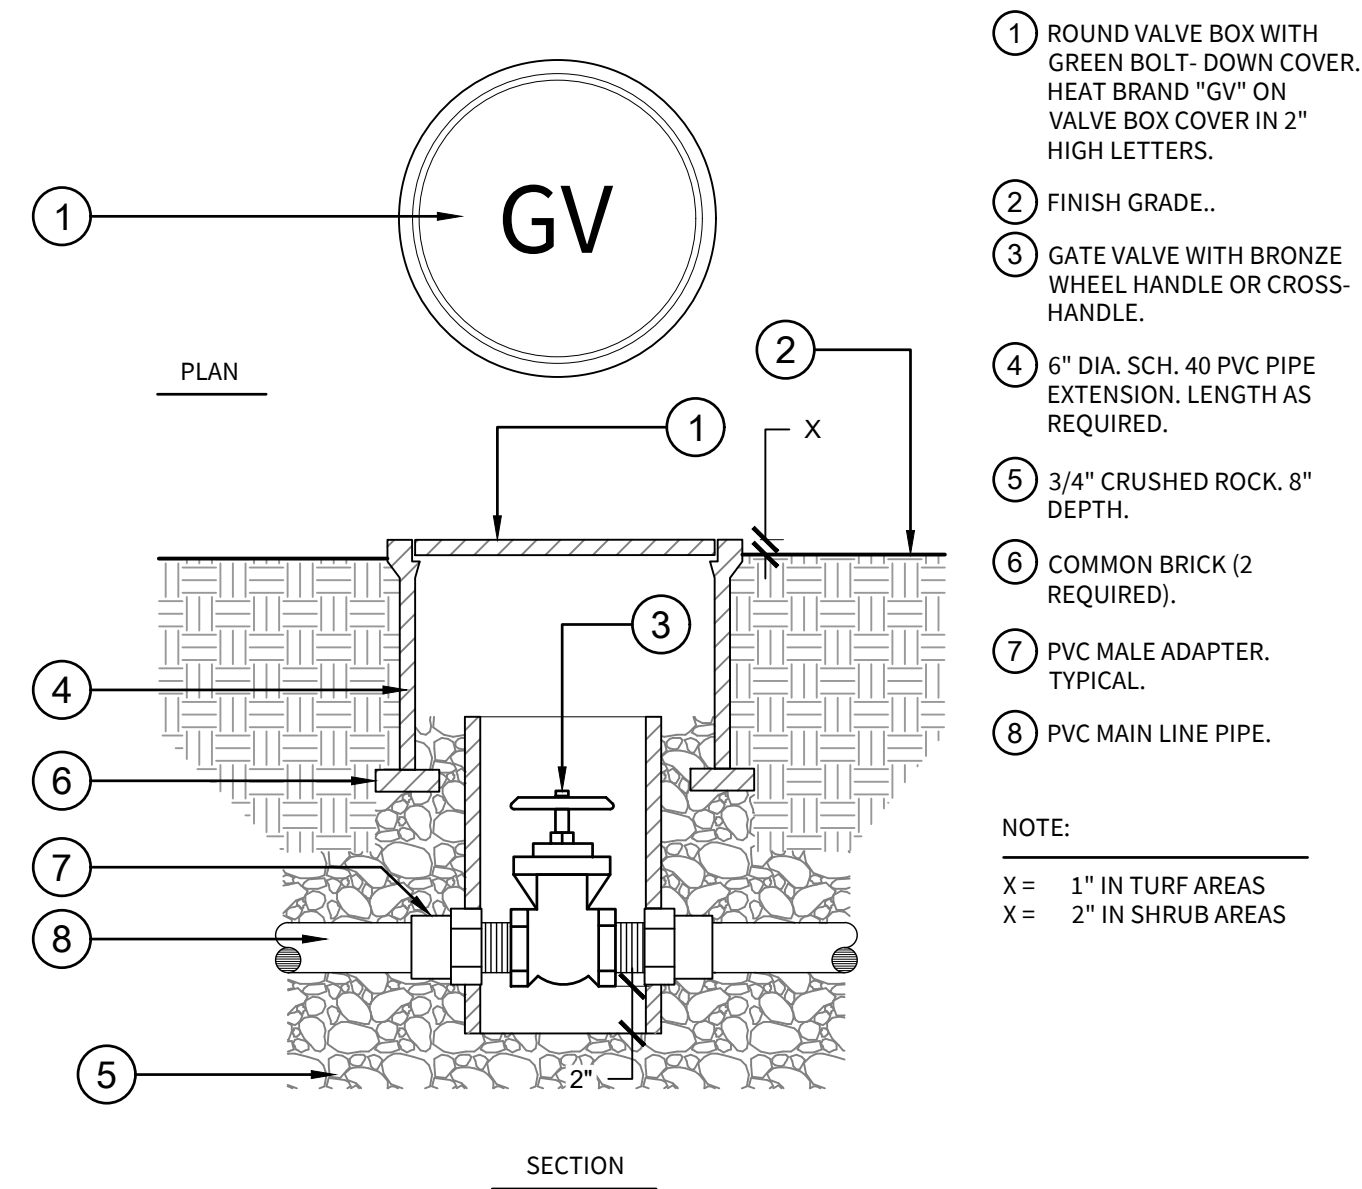 GV
1
PLAN
2
1
X
3
4
6
7
8
5
2"
SECTION
1 ROUND VALVE BOX WITH
GREEN BOLT- DOWN COVER.
HEAT BRAND "GV" ON
VALVE BOX COVER IN 2"
HIGH LETTERS.
2 FINISH GRADE..
3 GATE VALVE WITH BRONZE
WHEEL HANDLE OR CROSS-
HANDLE.
4 6" DIA. SCH. 40 PVC PIPE
EXTENSION. LENGTH AS
REQUIRED.
5 3/4" CRUSHED ROCK. 8"
DEPTH.
6 COMMON BRICK (2
REQUIRED).
7 PVC MALE ADAPTER.
TYPICAL.
8 PVC MAIN LINE PIPE.
NOTE:
X = 1" IN TURF AREAS
X = 2" IN SHRUB AREAS